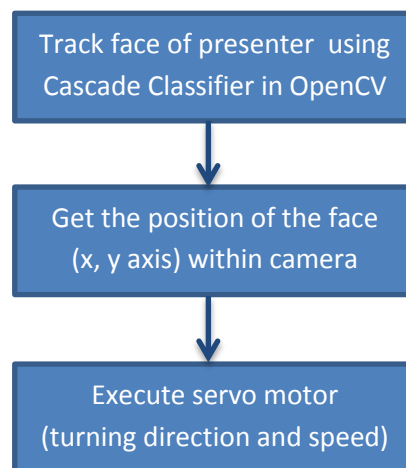 Track face of presenter using
Cascade Classifier in OpenCV
Get the position of the face
(x, y axis) within camera
Execute servo motor
(turning direction and speed)